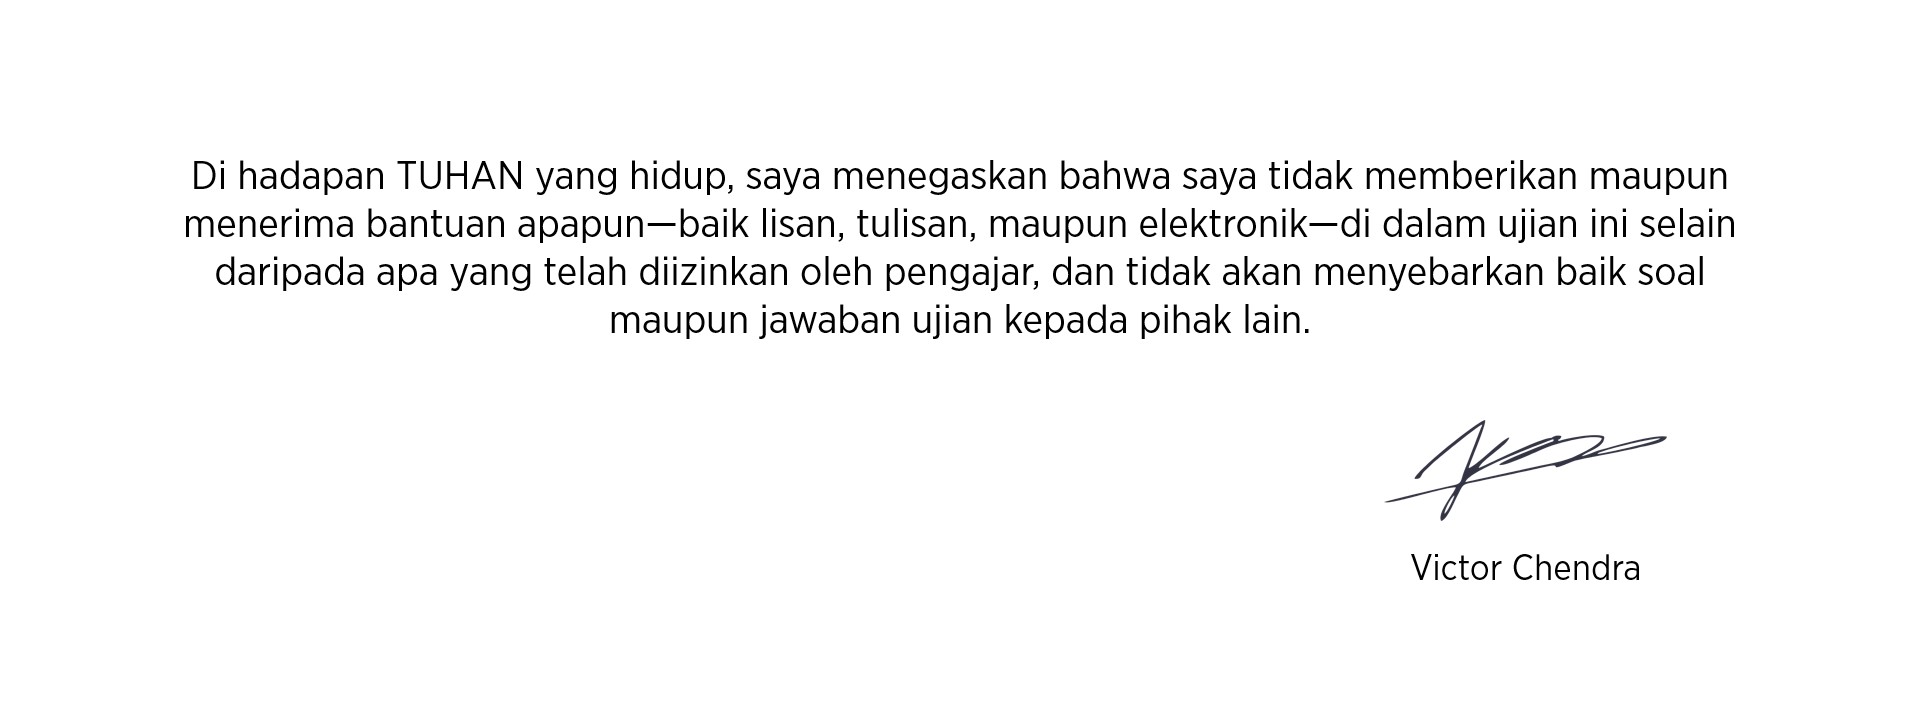 Di hadapan TUHAN yang hidup, saya menegaskan bahwa saya tidak memberikan maupun
menerima bantuan apapun—baik lisan, tulisan, maupun elektronik—di dalam ujian ini selain
daripada apa yang telah diizinkan oleh pengajar, dan tidak akan menyebarkan baik soal
maupun jawaban ujian kepada pihak lain.
Victor Chendra